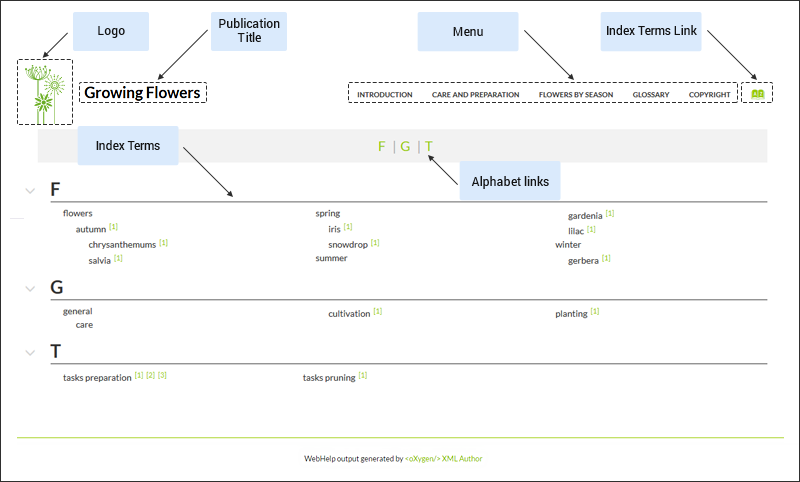 Logo
Publication
Title
Menu
Index Terms Link
Growing Flowers
INTRODUCTION CARE AND PREPARATION FLOWERS BY SEASON GLOSSARY COPYRIGHT
Index Terms
F | G | T
Alphabet links
F
flowers
autumn [1]
chrysanthemums [1]
salvia [1]
spring
iris [1]
snowdrop [1]
summer
gardenia [1]
lilac [1]
winter
gerbera [1]
G
general
care
cultivation [1]
planting [1]
T
tasks preparation [1] [2] [3]
tasks pruning [1]
WebHelp output generated by <oXygen/> XML Author